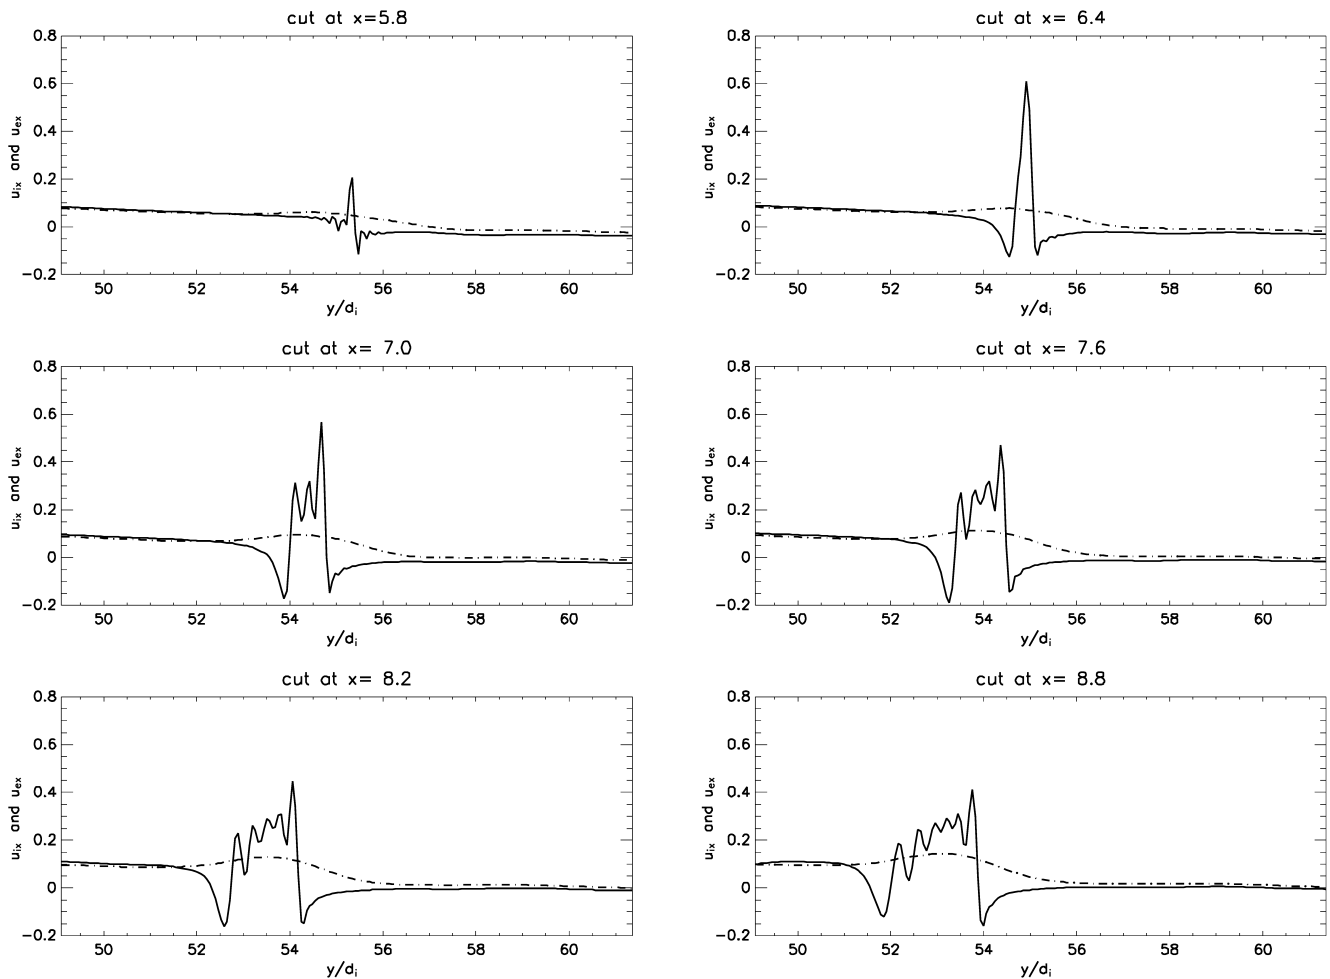 cut at x=5.8
0.8
0.6
0.4
0.2
0
−0.2
u_ix and u_ex
50 52 54 56 58 60
y/d_i
cut at x= 6.4
0.8
0.6
0.4
0.2
0
−0.2
u_ix and u_ex
50 52 54 56 58 60
y/d_i
cut at x= 7.0
0.8
0.6
0.4
0.2
0
−0.2
u_ix and u_ex
50 52 54 56 58 60
y/d_i
cut at x= 7.6
0.8
0.6
0.4
0.2
0
−0.2
u_ix and u_ex
50 52 54 56 58 60
y/d_i
cut at x= 8.2
0.8
0.6
0.4
0.2
0
−0.2
u_ix and u_ex
50 52 54 56 58 60
y/d_i
cut at x= 8.8
0.8
0.6
0.4
0.2
0
−0.2
u_ix and u_ex
50 52 54 56 58 60
y/d_i